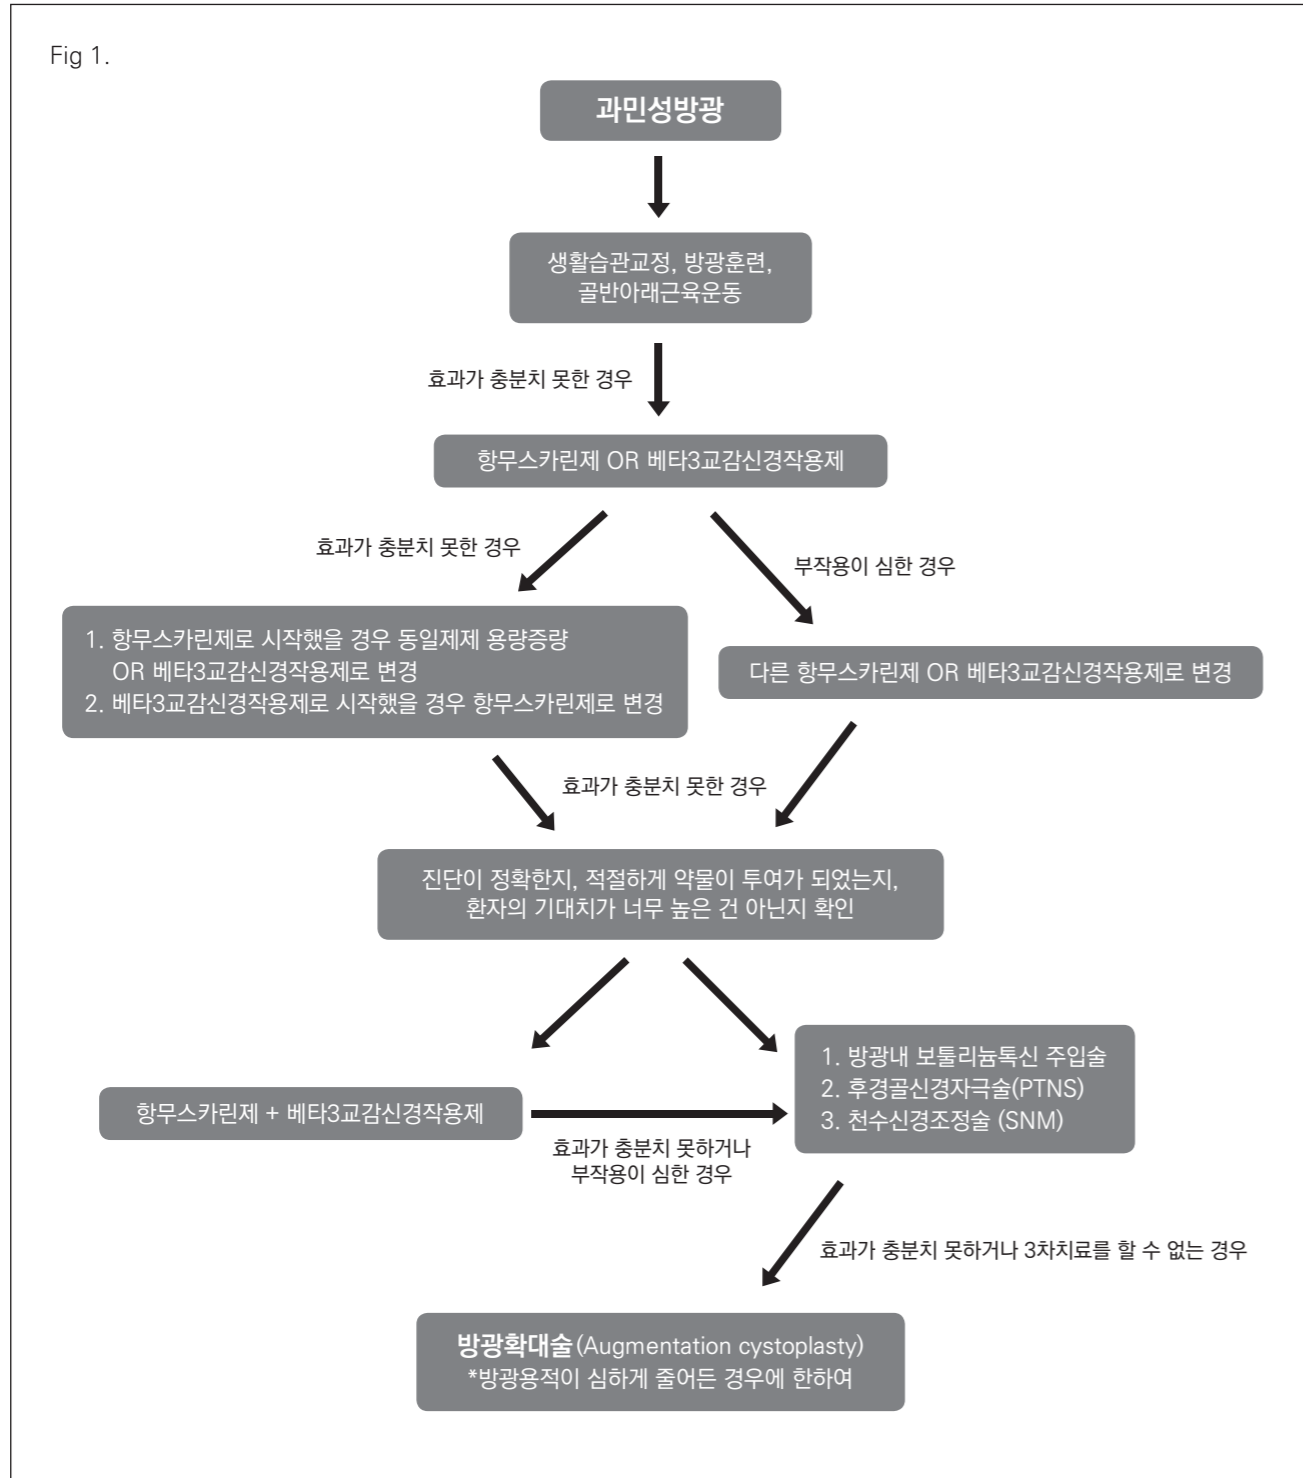 Fig 1.
과민성방광
생활습관교정, 방광훈련,
골반아래근육운동
효과가 충분치 못한 경우
항무스카린제 OR 베타3교감신경작용제
효과가 충분치 못한 경우
부작용이 심한 경우
1. 항무스카린제로 시작했을 경우 동일제제 용량증량
OR 베타3교감신경작용제로 변경
2. 베타3교감신경작용제로 시작했을 경우 항무스카린제로 변경
다른 항무스카린제 OR 베타3교감신경작용제로 변경
효과가 충분치 못한 경우
진단이 정확한지, 적절하게 약물이 투여가 되었는지,
환자의 기대치가 너무 높은 건 아닌지 확인
항무스카린제 + 베타3교감신경작용제
효과가 충분치 못하거나
부작용이 심한 경우
1. 방광내 보툴리늄톡신 주입술
2. 후경골신경자극술(PTNS)
3. 천수신경조정술 (SNM)
효과가 충분치 못하거나 3차치료를 할 수 없는 경우
방광확대술(Augmentation cystoplasty)
*방광용적이 심하게 줄어든 경우에 한하여